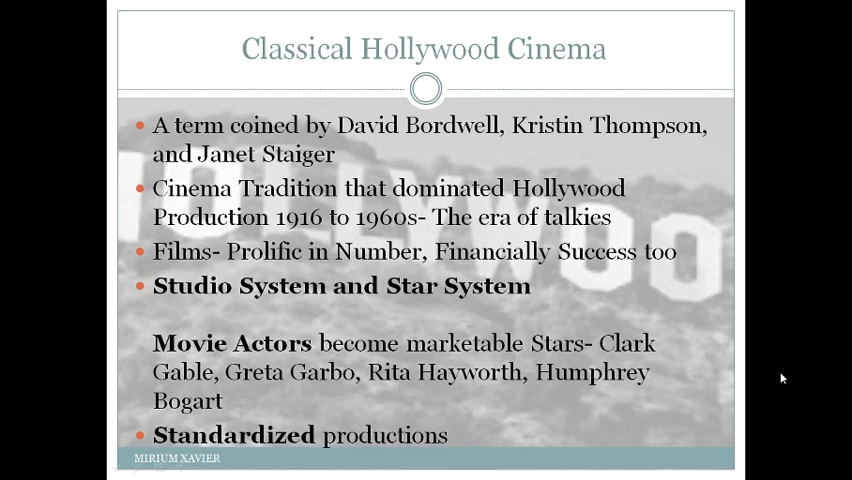 Classical Hollywood Cinema
• A term coined by David Bordwell, Kristin Thompson,
and Janet Staiger
• Cinema Tradition that dominated Hollywood
Production 1916 to 1960s- The era of talkies
• Films- Prolific in Number, Financially Success too
• Studio System and Star System
Movie Actors become marketable Stars- Clark
Gable, Greta Garbo, Rita Hayworth, Humphrey
Bogart
• Standardized productions
MIRIUM XAVIER
HOLLYWOO